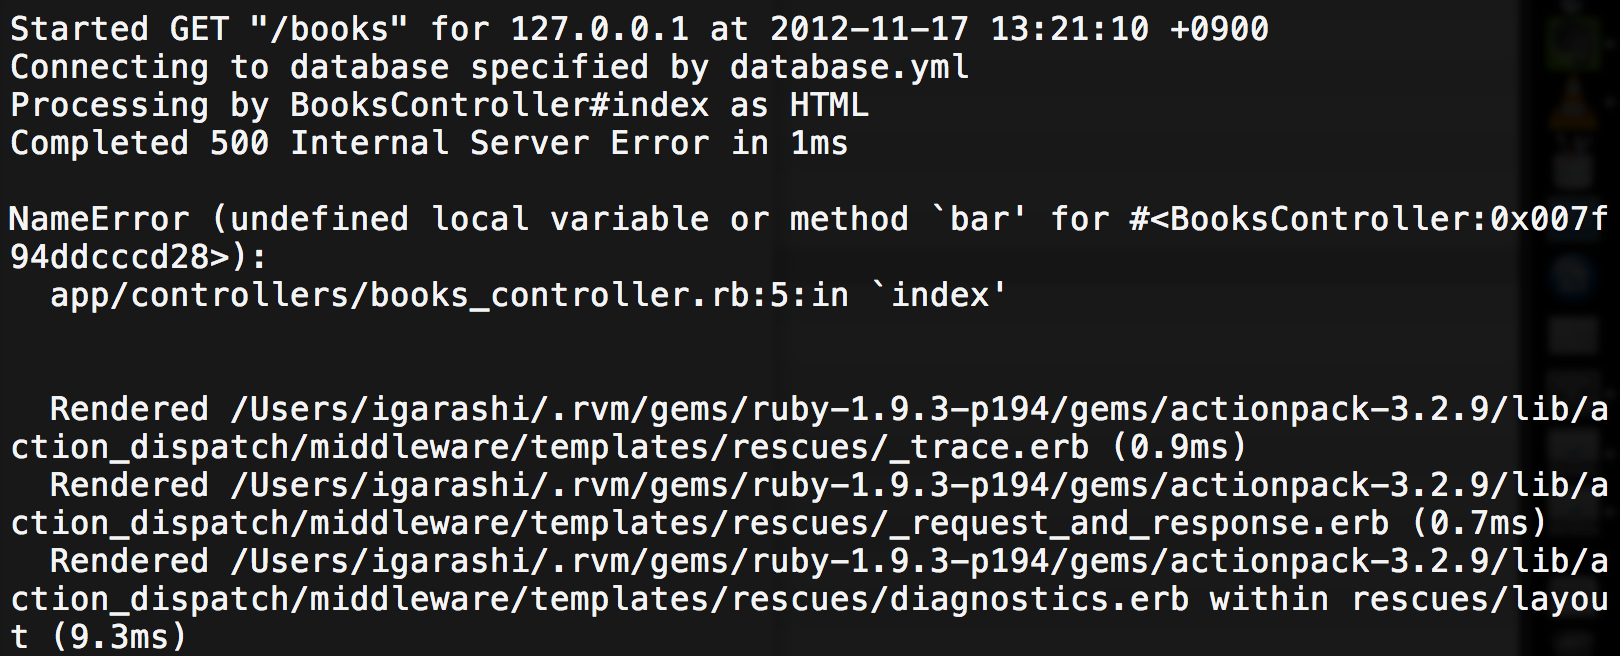 Started GET "/books" for 127.0.0.1 at 2012-11-17 13:21:10 +0900
Connecting to database specified by database.yml
Processing by BooksController#index as HTML
Completed 500 Internal Server Error in 1ms
NameError (undefined local variable or method `bar' for #<BooksController:0x007f
94ddcccd28>):
  app/controllers/books_controller.rb:5:in `index'
  Rendered /Users/igarashi/.rvm/gems/ruby-1.9.3-p194/gems/actionpack-3.2.9/lib/a
ction_dispatch/middleware/templates/rescues/_trace.erb (0.9ms)
  Rendered /Users/igarashi/.rvm/gems/ruby-1.9.3-p194/gems/actionpack-3.2.9/lib/a
ction_dispatch/middleware/templates/rescues/_request_and_response.erb (0.7ms)
  Rendered /Users/igarashi/.rvm/gems/ruby-1.9.3-p194/gems/actionpack-3.2.9/lib/a
ction_dispatch/middleware/templates/rescues/diagnostics.erb within rescues/layou
t (9.3ms)